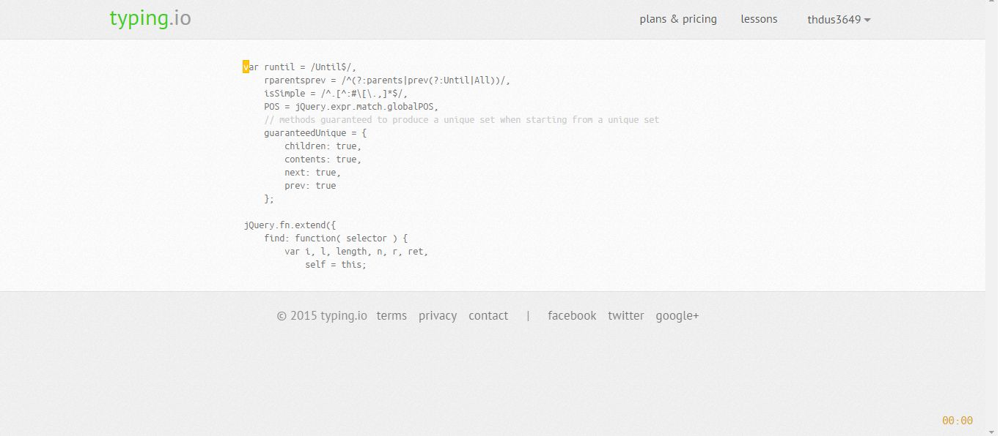 typing.io
plans & pricing lessons thdus3649
var runtil = /Until$/,
    rparentsprev = /^(?:parents|prev(?:Until|All))/,
    isSimple = /^.[^:#\[\.,]*$/,
    POS = jQuery.expr.match.globalPOS,
    // methods guaranteed to produce a unique set when starting from a unique set
    guaranteedUnique = {
        children: true,
        contents: true,
        next: true,
        prev: true
    };
jQuery.fn.extend({
    find: function( selector ) {
        var i, l, length, n, r, ret,
            self = this;
© 2015 typing.io terms privacy contact | facebook twitter google+
00:00